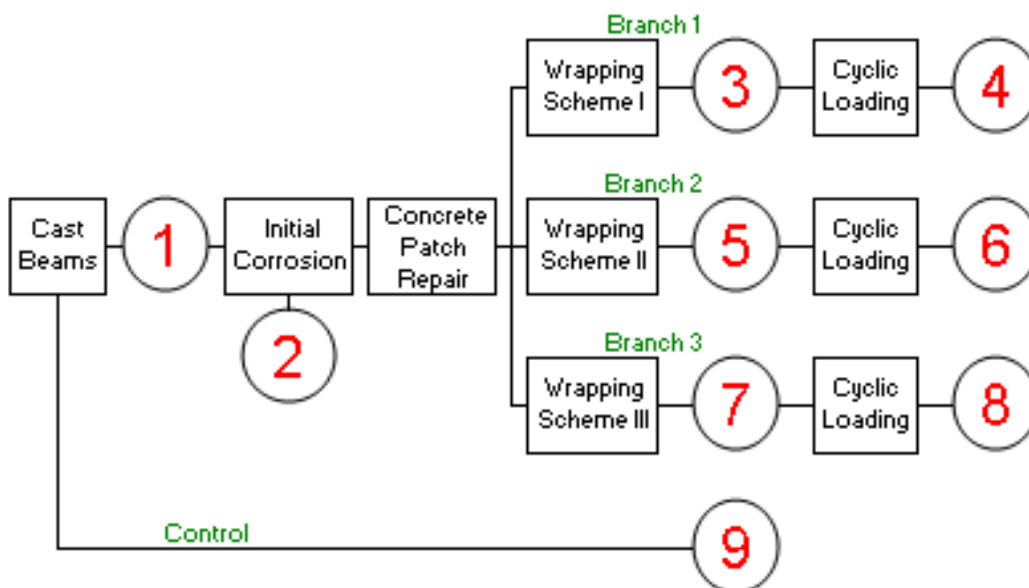 Branch 1
Wrapping
Scheme I
3
Cyclic
Loading
4
Branch 2
Cast
Beams
1
Initial
Corrosion
Concrete
Patch
Repair
Wrapping
Scheme II
5
Cyclic
Loading
6
2
Branch 3
Wrapping
Scheme III
7
Cyclic
Loading
8
Control
9